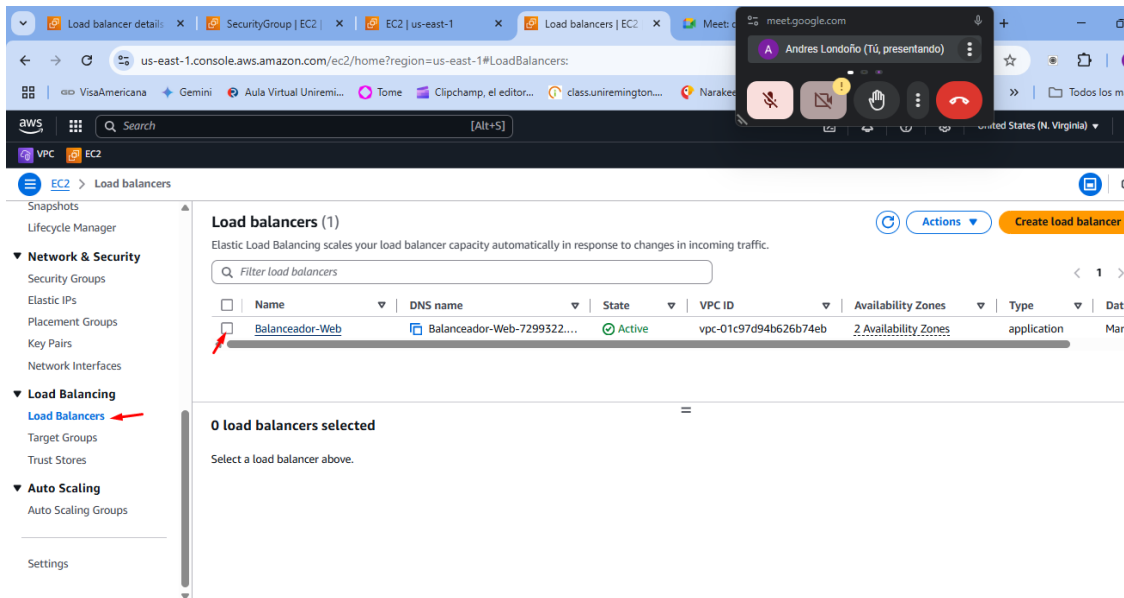 Load balancer details
SecurityGroup | EC2 |
EC2 | us-east-1
Load balancers | EC2
Meet:
meet.google.com
Andres Londoño (Tú, presentando)
us-east-1.console.aws.amazon.com/ec2/home?region=us-east-1#LoadBalancers:
VisaAmericana
Gemini
Aula Virtual Uniremi...
Tome
Clipchamp, el editor...
class.uniremington....
Narakee
Todos los m
aws
Search
[Alt+S]
United States (N. Virginia)
VPC
EC2
EC2 > Load balancers
Snapshots
Lifecycle Manager
Network & Security
Security Groups
Elastic IPs
Placement Groups
Key Pairs
Network Interfaces
Load Balancing
Load Balancers
Target Groups
Trust Stores
Auto Scaling
Auto Scaling Groups
Settings
Load balancers (1)
Actions
Create load balancer
Elastic Load Balancing scales your load balancer capacity automatically in response to changes in incoming traffic.
Filter load balancers
1
Name DNS name State VPC ID Availability Zones Type Dat
Balanceador-Web Balanceador-Web-7299322.... Active vpc-01c97d94b626b74eb 2 Availability Zones application Mar
0 load balancers selected
Select a load balancer above.